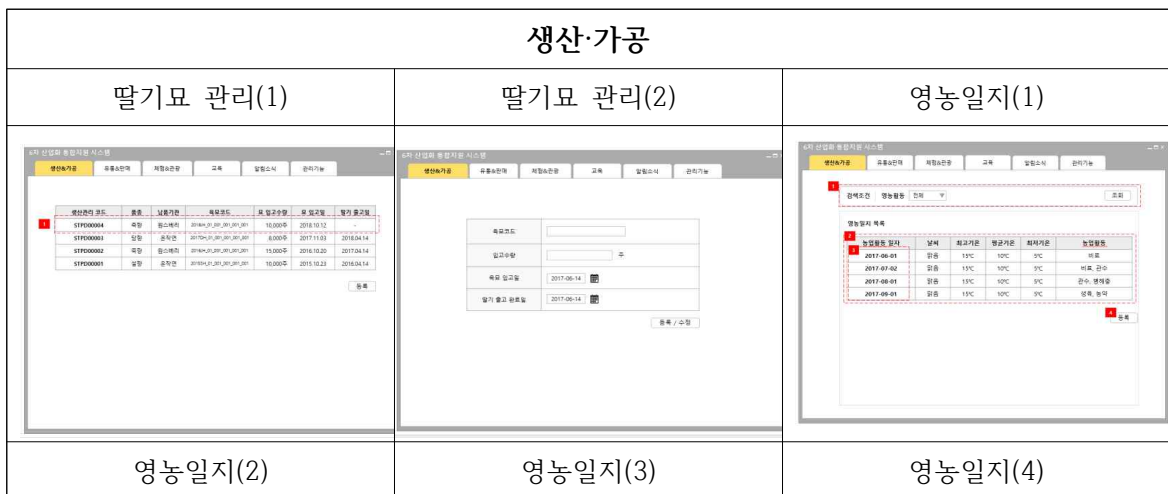 생산·가공
딸기묘 관리(1)
딸기묘 관리(2)
영농일지(1)
6차 산업화 통합지원 시스템
생산&가공 유통&판매 체험&관광 교육 알림소식 관리기능
생산관리 코드 품종 납품기관 육묘코드 묘 입고수량 묘 입고일 딸기 출고일
1
STPD00004 죽향 원스베리 10,000주 2018.10.12 -
STPD00003 담향 온작연 8,000주 2017.11.03 2018.04.14
STPD00002 죽향 원스베리 15,000주 2016.10.20 2017.04.14
STPD00001 설향 온작연 10,000주 2015.10.23 2016.04.14
등록
6차 산업화 통합지원 시스템
생산&가공 유통&판매 체험&관광 교육 알림소식 관리기능
육묘코드
입고수량 주
육묘 입고일 2017-06-14
딸기 출고 완료일 2017-06-14
등록 / 수정
6차 산업화 통합지원 시스템
생산&가공 유통&판매 체험&관광 교육 알림소식 관리기능
1
검색조건 영농활동 전체 ▼ 조회
영농일지 목록
2
농업활동 일자 날씨 최고기온 평균기온 최저기온 농업활동
3
2017-06-01 맑음 15℃ 10℃ 5℃ 비료
2017-07-02 맑음 15℃ 10℃ 5℃ 비료, 관수
2017-08-01 맑음 15℃ 10℃ 5℃ 관수, 병해충
2017-09-01 맑음 15℃ 10℃ 5℃ 생육, 농약
4
등록
영농일지(2)
영농일지(3)
영농일지(4)